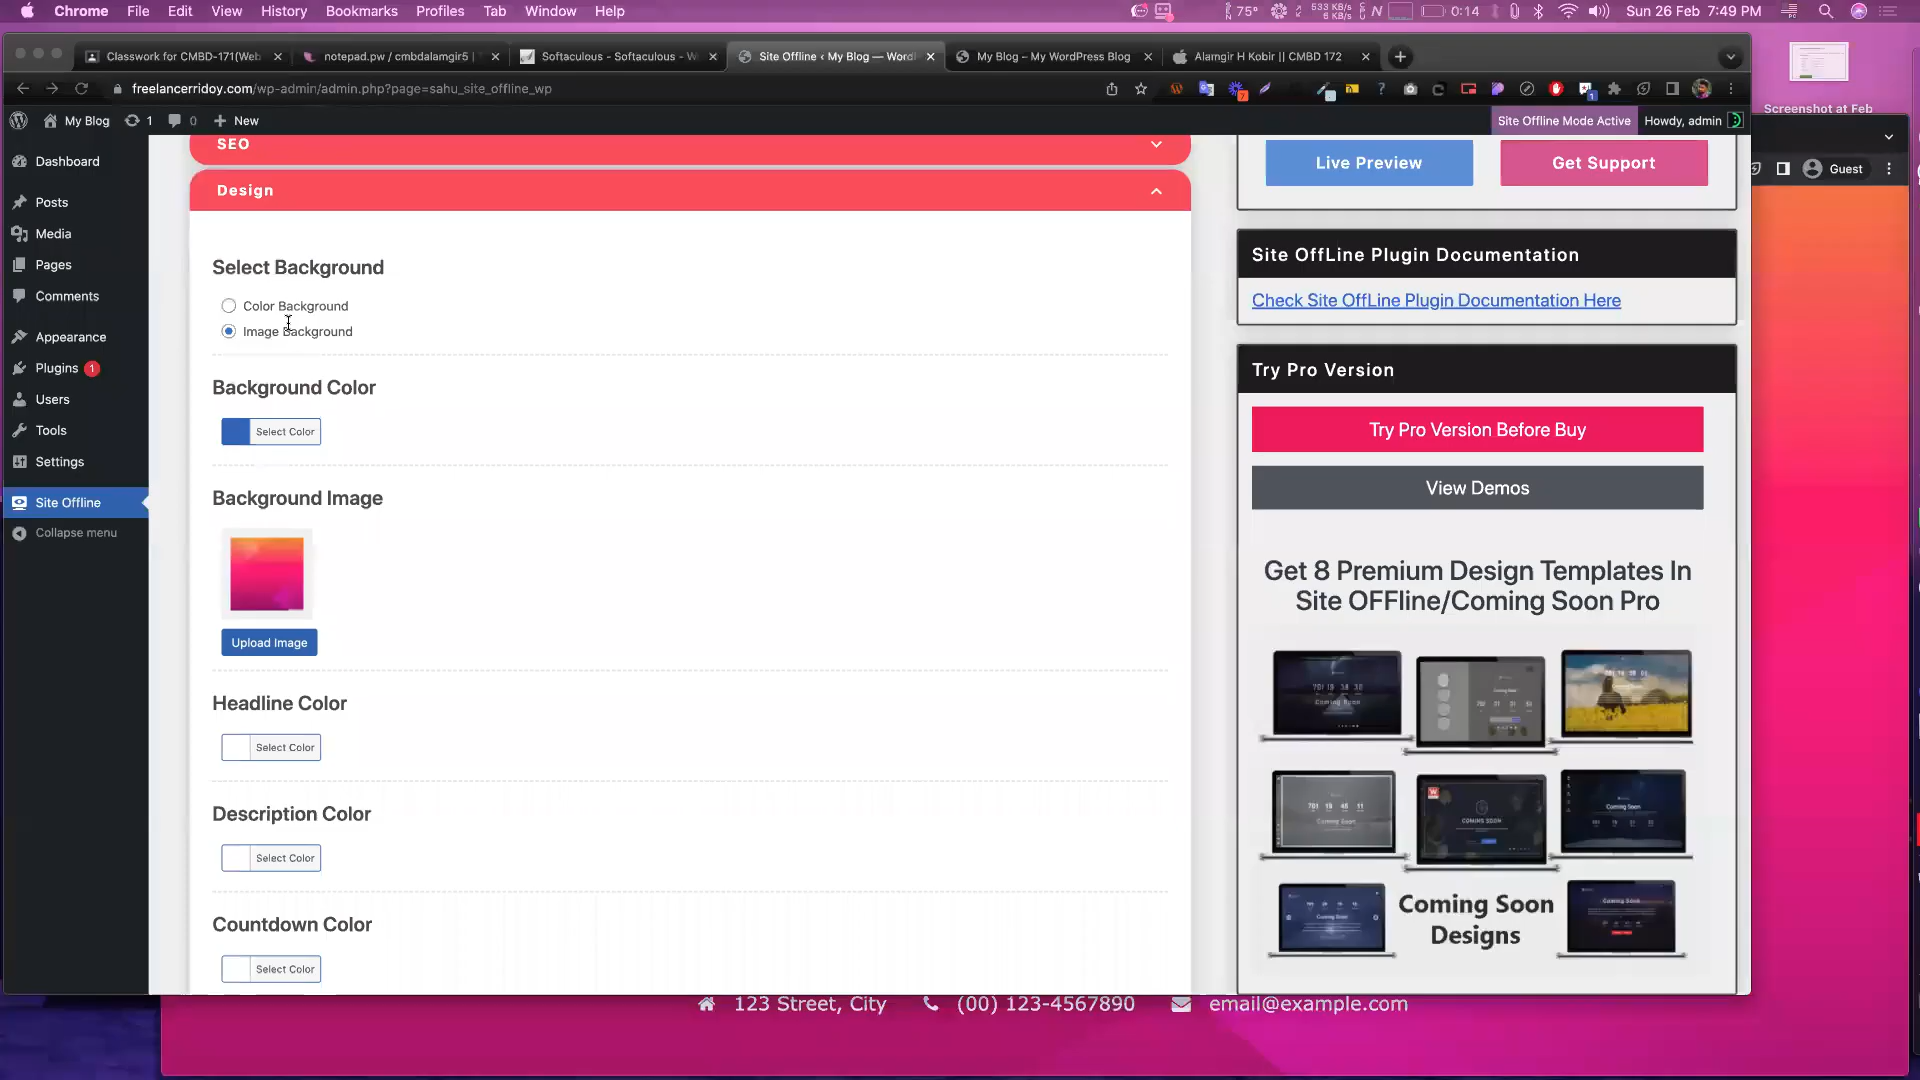 Chrome File Edit View History Bookmarks Profiles Tab Window Help
75° 533 KB/s 6 KB/s N 0:14 Sun 26 Feb 7:49 PM
Classwork for CMBD-171(Web notepad.pw / cmbdalamgir5 | Softaculous - Softaculous - W Site Offline ‹ My Blog — Word My Blog – My WordPress Blog Alamgir H Kobir || CMBD 172
freelancerridoy.com/wp-admin/admin.php?page=sahu_site_offline_wp
Screenshot at Feb
My Blog 1 0 New Site Offline Mode Active Howdy, admin
Guest
Dashboard
Posts
Media
Pages
Comments
Appearance
Plugins 1
Users
Tools
Settings
Site Offline
Collapse menu
SEO
Design
Select Background
Color Background
Image Background
Background Color
Select Color
Background Image
Upload Image
Headline Color
Select Color
Description Color
Select Color
Countdown Color
Select Color
Live Preview Get Support
Site OffLine Plugin Documentation
Check Site OffLine Plugin Documentation Here
Try Pro Version
Try Pro Version Before Buy
View Demos
Get 8 Premium Design Templates In
Site OFFline/Coming Soon Pro
Coming Soon
Designs
123 Street, City (00) 123-4567890 email@example.com